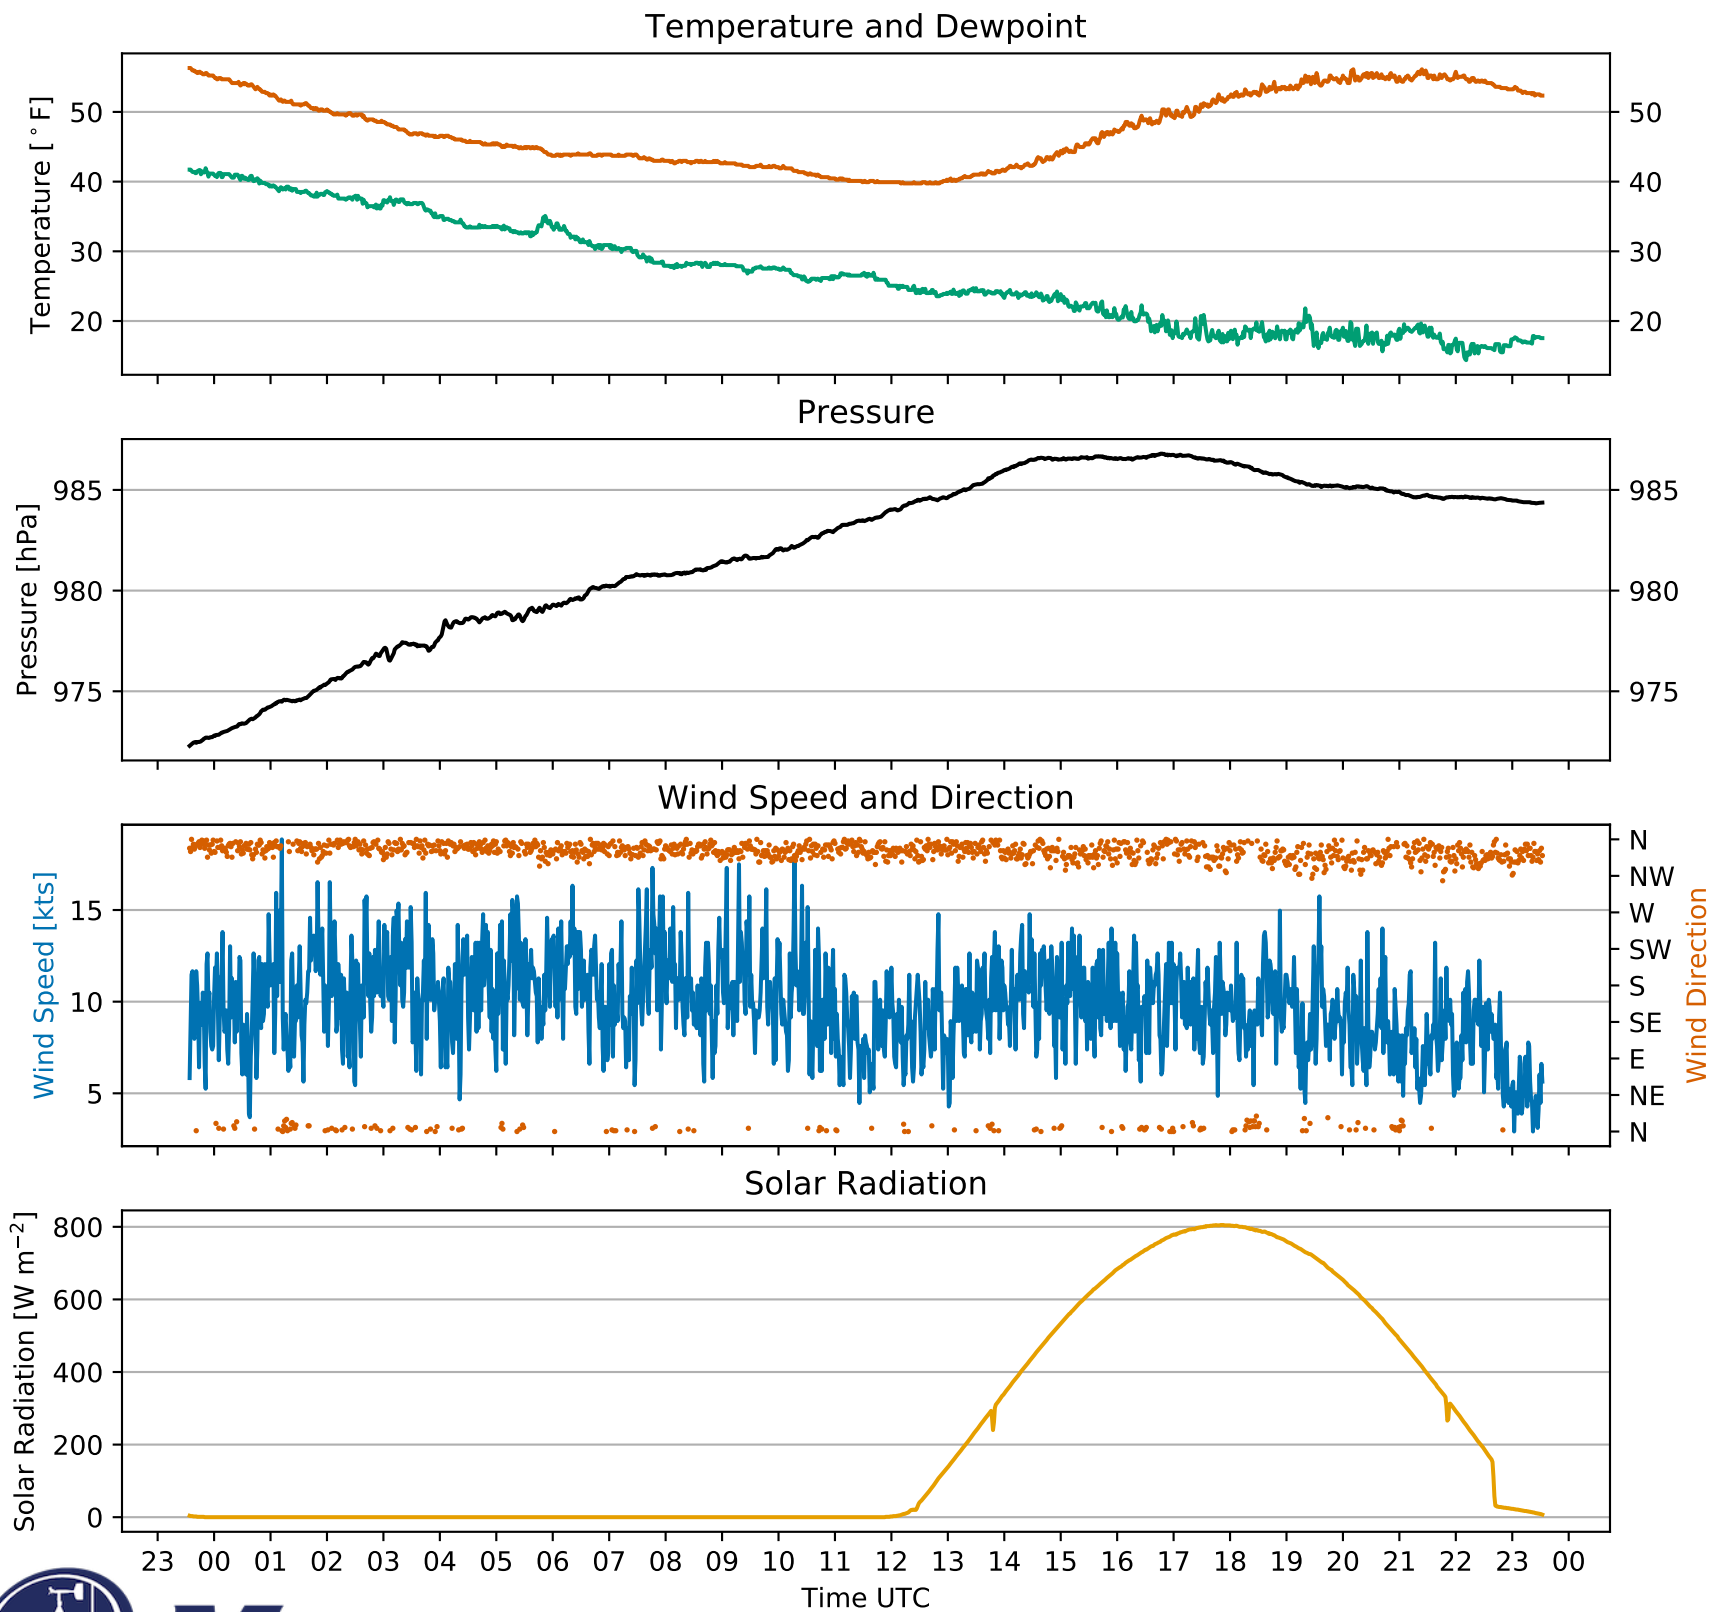 Temperature and Dewpoint
Temperature [°F]
50 50
40 40
30 30
20 20
Pressure
Pressure [hPa]
985 985
980 980
975 975
Wind Speed and Direction
Wind Speed [kts]
15
10
5
N
NW
W
SW
S
SE
E
NE
N
Wind Direction
Solar Radiation
Solar Radiation [W m⁻²]
800
600
400
200
0
23 00 01 02 03 04 05 06 07 08 09 10 11 12 13 14 15 16 17 18 19 20 21 22 23 00
Time UTC